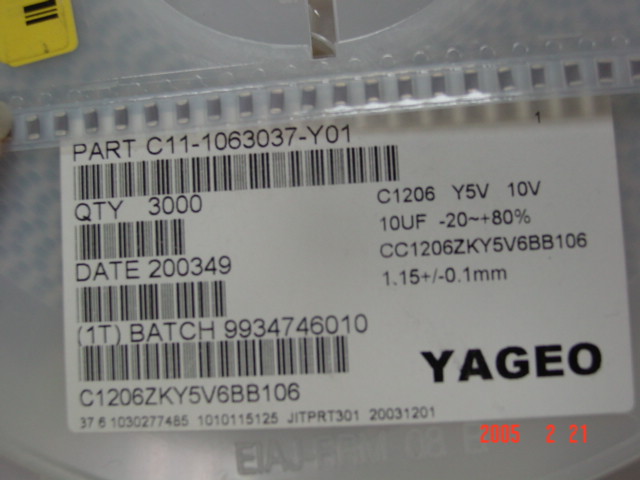 1
PART C11-1063037-Y01
QTY 3000
C1206 Y5V 10V
10UF -20~+80%
CC1206ZKY5V6BB106
1.15+/-0.1mm
DATE 200349
(1T) BATCH 9934746010
YAGEO
C1206ZKY5V6BB106
37 6 1030277485 1010115125 JITPRT301 20031201
2005 2 21